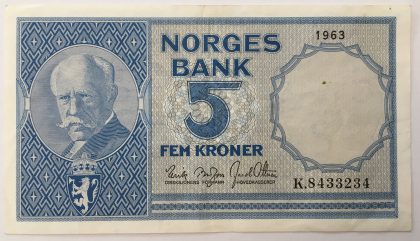 NORGES
BANK
1963
5
FEM KRONER
K.8433234